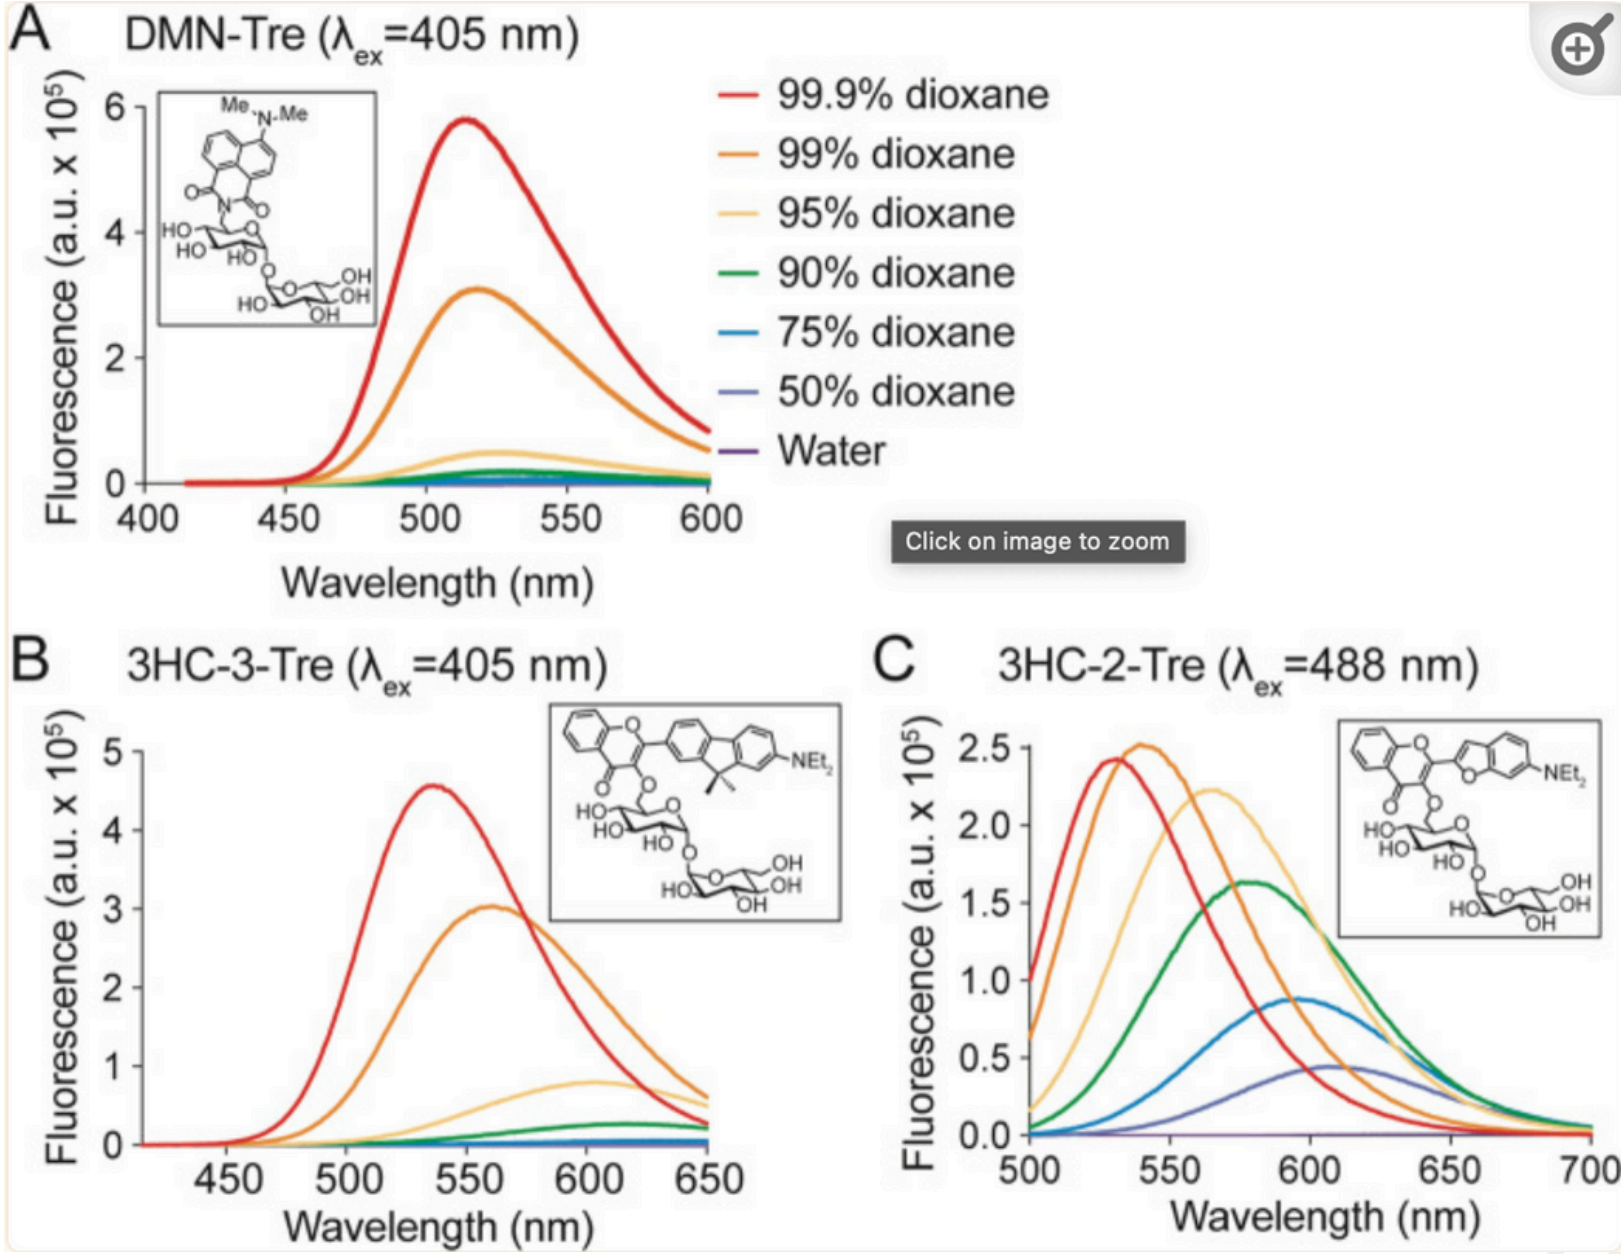 A
DMN-Tre (λex=405 nm)
Fluorescence (a.u. x 10⁵)
6
4
2
0
400 450 500 550 600
Wavelength (nm)
Me N Me
O N O
HO O
HO HO
O
O OH
HO OH
OH
99.9% dioxane
99% dioxane
95% dioxane
90% dioxane
75% dioxane
50% dioxane
Water
Click on image to zoom
B
3HC-3-Tre (λex=405 nm)
Fluorescence (a.u. x 10⁵)
5
4
3
2
1
0
450 500 550 600 650
Wavelength (nm)
O
NEt₂
O O
HO O
HO HO
O
O OH
HO OH
OH
C
3HC-2-Tre (λex=488 nm)
Fluorescence (a.u. x 10⁵)
2.5
2.0
1.5
1.0
0.5
0.0
500 550 600 650 700
Wavelength (nm)
O
O NEt₂
O O
HO O
HO HO
O
O OH
HO OH
OH